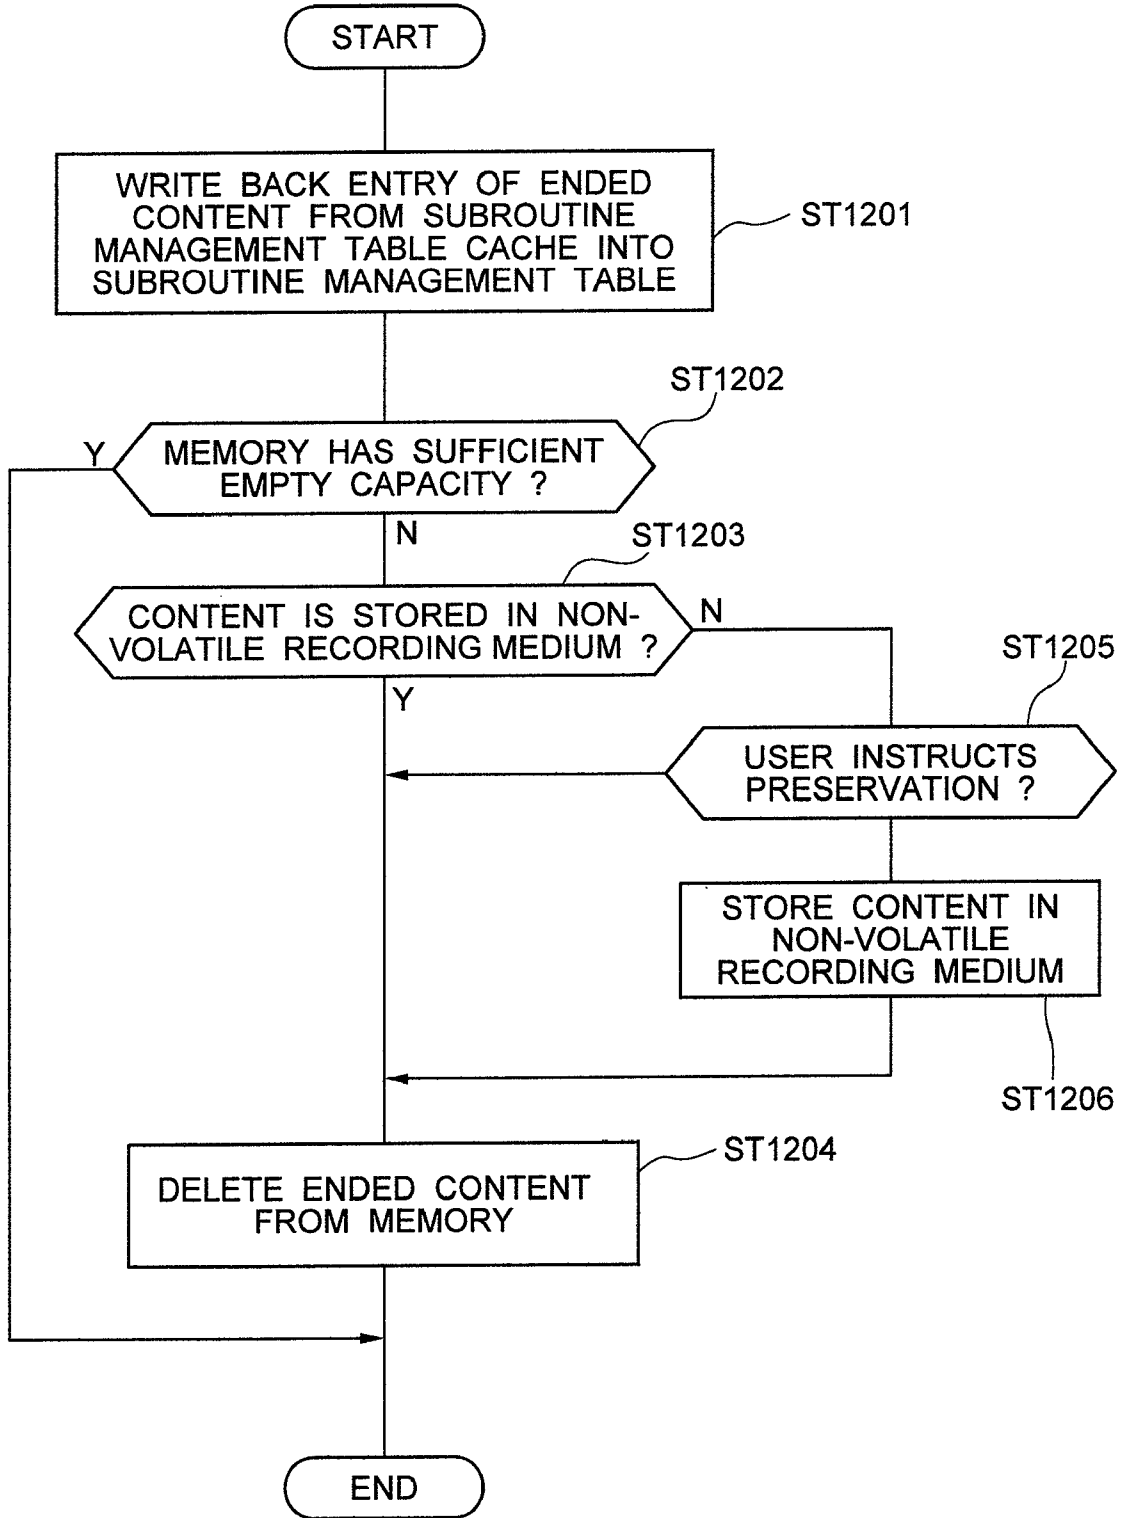 START
WRITE BACK ENTRY OF ENDED
CONTENT FROM SUBROUTINE
MANAGEMENT TABLE CACHE INTO
SUBROUTINE MANAGEMENT TABLE
ST1201
ST1202
Y
MEMORY HAS SUFFICIENT
EMPTY CAPACITY ?
N
ST1203
CONTENT IS STORED IN NON-
VOLATILE RECORDING MEDIUM ?
N
Y
ST1205
USER INSTRUCTS
PRESERVATION ?
STORE CONTENT IN
NON-VOLATILE
RECORDING MEDIUM
ST1206
ST1204
DELETE ENDED CONTENT
FROM MEMORY
END